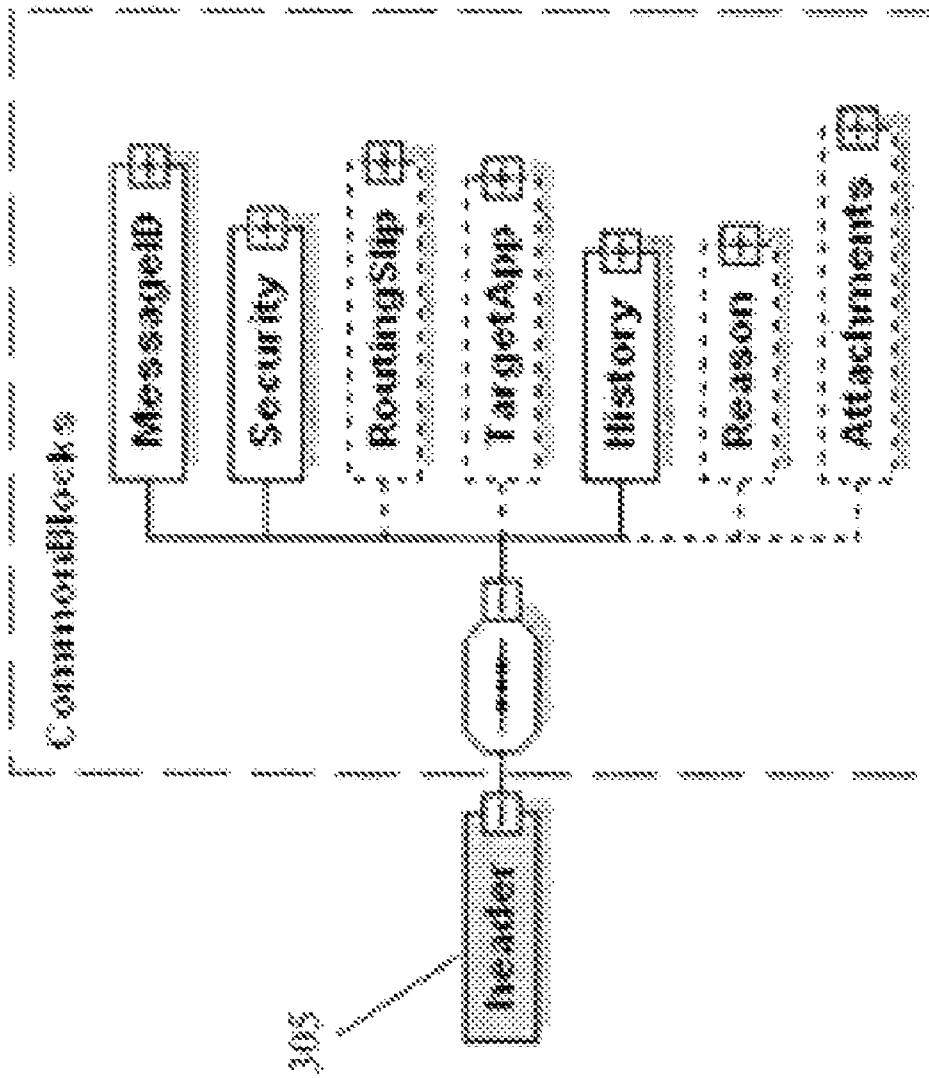 CommonBlocks
MessageID
Security
RoutingSlip
TargetApp
History
Reason
Attachments
header
305